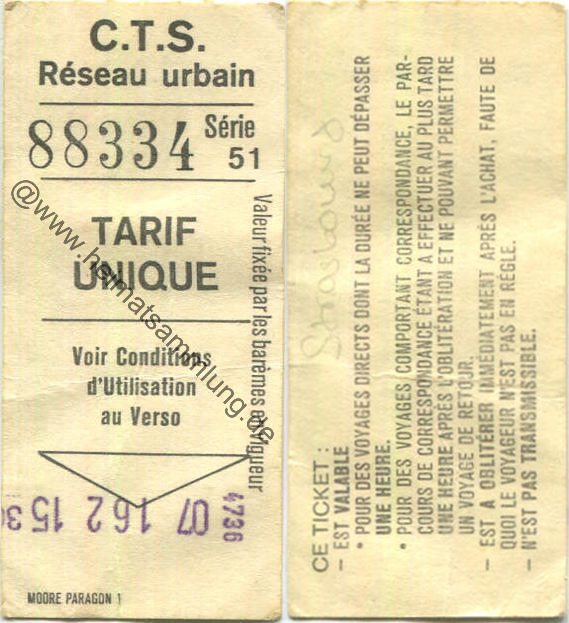 C.T.S.
Réseau urbain
88334 Série
51
TARIF
UNIQUE
Valeur fixée par les barèmes en vigueur
Voir Conditions
d'Utilisation
au Verso
4736
07 162 153
MOORE PARAGON 1
@www.heimatsammlung.de
Strasbourg
CE TICKET :
– EST VALABLE
• POUR DES VOYAGES DIRECTS DONT LA DURÉE NE PEUT DÉPASSER
UNE HEURE.
• POUR DES VOYAGES COMPORTANT CORRESPONDANCE, LE PAR-
COURS DE CORRESPONDANCE ÉTANT A EFFECTUER AU PLUS TARD
UNE HEURE APRÈS L'OBLITÉRATION ET NE POUVANT PERMETTRE
UN VOYAGE DE RETOUR.
– EST A OBLITÉRER IMMÉDIATEMENT APRÈS L'ACHAT, FAUTE DE
QUOI LE VOYAGEUR N'EST PAS EN RÈGLE.
– N'EST PAS TRANSMISSIBLE.